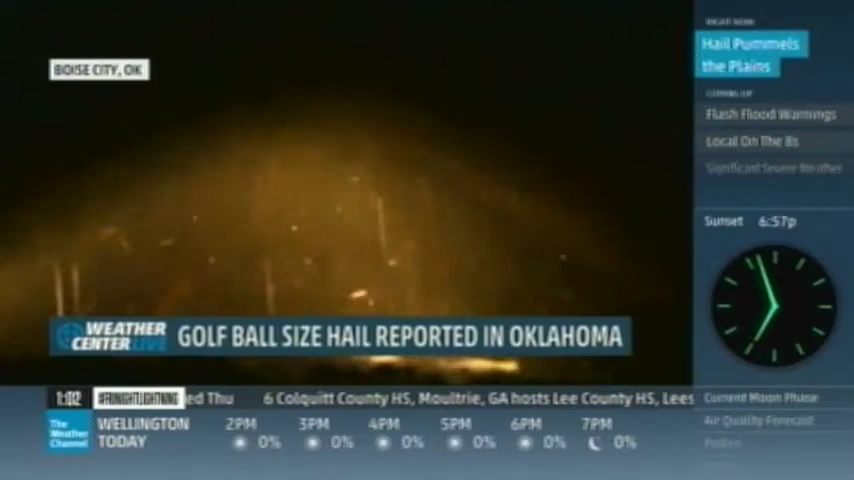 BOISE CITY, OK
RIGHT NOW
Hail Pummels
the Plains
COMING UP
Flash Flood Warnings
Local On The 8s
Significant Severe Weather
Sunset 6:57p
WEATHER
CENTER LIVE
GOLF BALL SIZE HAIL REPORTED IN OKLAHOMA
1:02
#FRINIGHTLIGHTNING
ed Thu 6 Colquitt County HS, Moultrie, GA hosts Lee County HS, Lees
Current Moon Phase
The
Weather
Channel
WELLINGTON
TODAY
2PM 3PM 4PM 5PM 6PM 7PM
0% 0% 0% 0% 0% 0%
Air Quality Forecast
Pollen